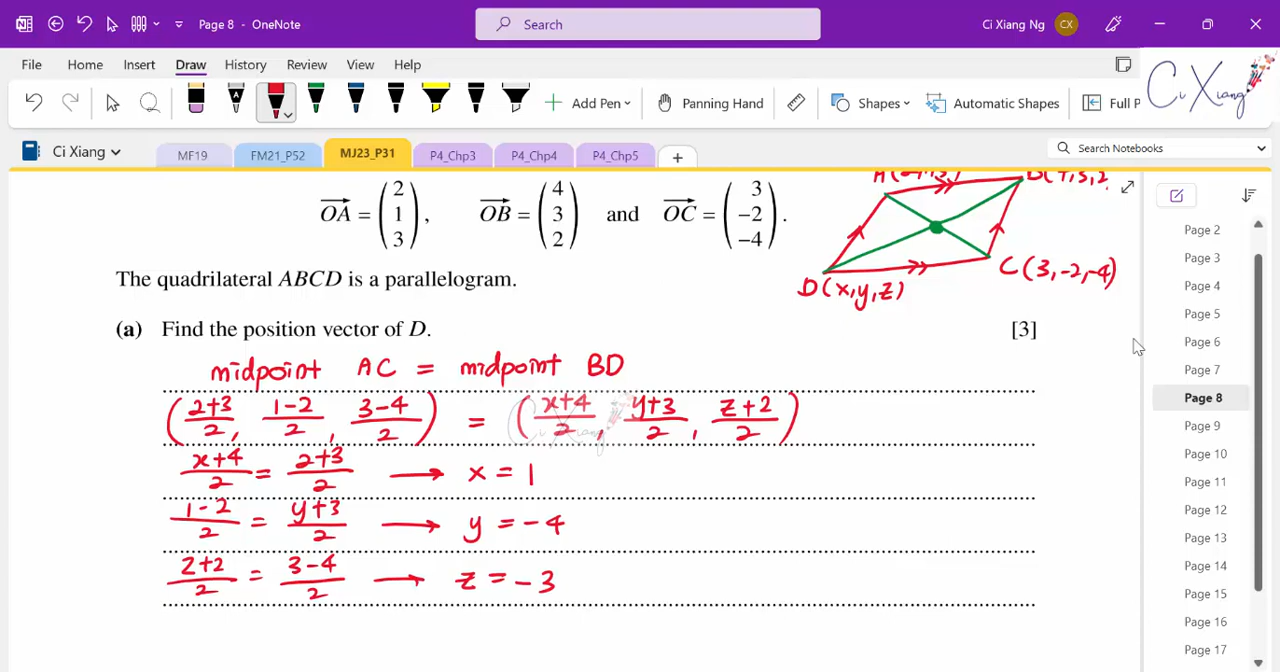 Page 8 - OneNote
Search
Ci Xiang Ng
CX
File Home Insert Draw History Review View Help
Add Pen
Panning Hand
Shapes
Automatic Shapes
Full P
Ci Xiang
Ci Xiang
MF19
FM21_P52
MJ23_P31
P4_Chp3
P4_Chp4
P4_Chp5
Search Notebooks
OA = (2 1 3), OB = (4 3 2) and OC = (3 −2 −4).
C(3,-2,-4)
D(x,y,z)
The quadrilateral ABCD is a parallelogram.
(a) Find the position vector of D. [3]
midpoint AC = midpoint BD
((2+3)/2, (1-2)/2, (3-4)/2) = ((x+4)/2, (y+3)/2, (z+2)/2)
Ci Xiang
(x+4)/2 = (2+3)/2 → x = 1
(1-2)/2 = (y+3)/2 → y = -4
(z+2)/2 = (3-4)/2 → z = -3
Page 2
Page 3
Page 4
Page 5
Page 6
Page 7
Page 8
Page 9
Page 10
Page 11
Page 12
Page 13
Page 14
Page 15
Page 16
Page 17